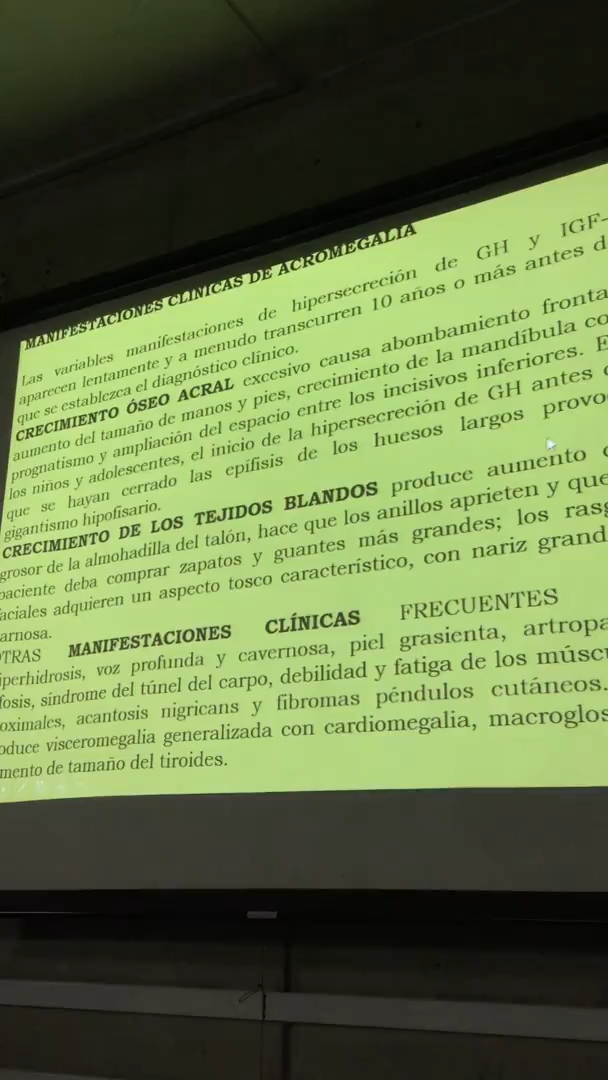 MANIFESTACIONES CLÍNICAS DE ACROMEGALIA
Las variables manifestaciones de hipersecreción de GH y IGF-
aparecen lentamente y a menudo transcurren 10 años o más antes d
que se establezca el diagnóstico clínico.
CRECIMIENTO ÓSEO ACRAL excesivo causa abombamiento fronta
aumento del tamaño de manos y pies, crecimiento de la mandíbula co
prognatismo y ampliación del espacio entre los incisivos inferiores. E
los niños y adolescentes, el inicio de la hipersecreción de GH antes
que se hayan cerrado las epífisis de los huesos largos provo
gigantismo hipofisario.
CRECIMIENTO DE LOS TEJIDOS BLANDOS produce aumento
grosor de la almohadilla del talón, hace que los anillos aprieten y que
paciente deba comprar zapatos y guantes más grandes; los rasg
aciales adquieren un aspecto tosco característico, con nariz grand
arnosa.
TRAS MANIFESTACIONES CLÍNICAS FRECUENTES
iperhidrosis, voz profunda y cavernosa, piel grasienta, artropa
fosis, síndrome del túnel del carpo, debilidad y fatiga de los múscu
oximales, acantosis nigricans y fibromas péndulos cutáneos.
oduce visceromegalia generalizada con cardiomegalia, macroglos
mento de tamaño del tiroides.